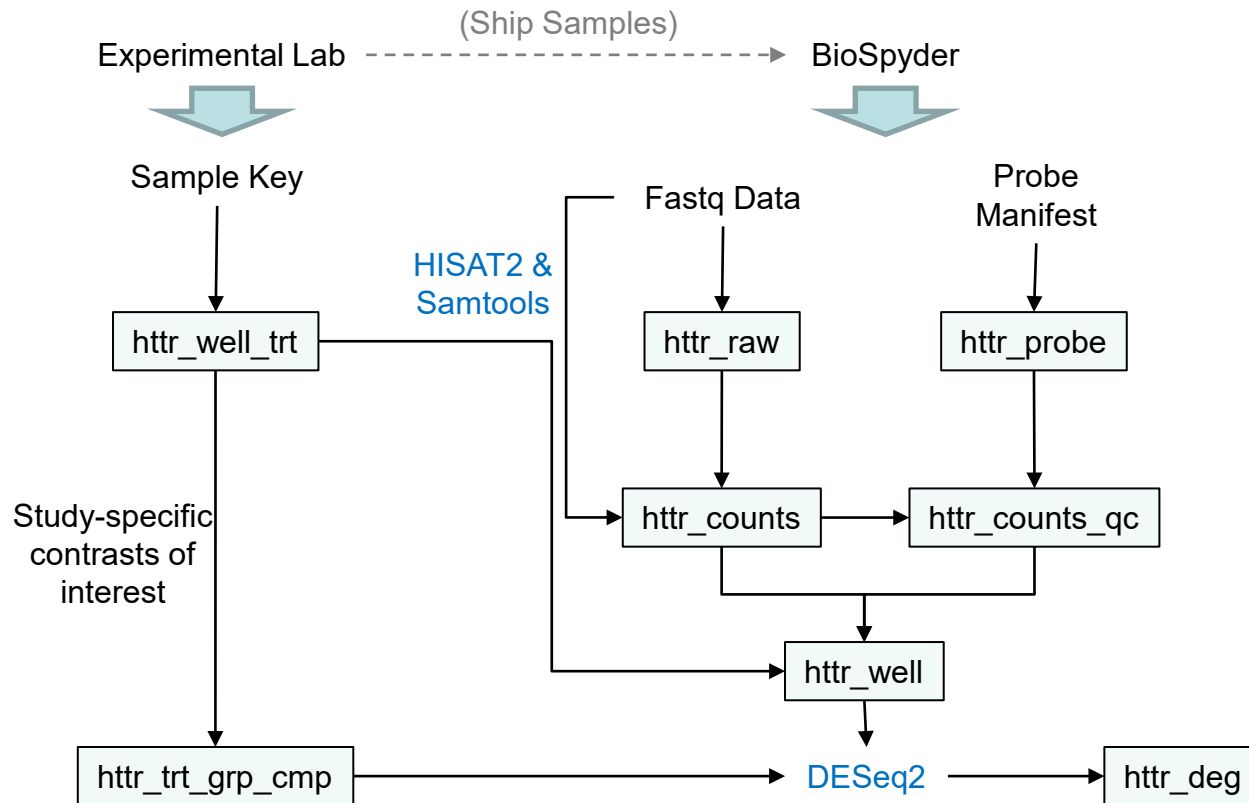 (Ship Samples)
Experimental Lab
BioSpyder
Sample Key
Fastq Data
Probe
Manifest
HISAT2 &
Samtools
httr_well_trt
httr_raw
httr_probe
Study-specific
contrasts of
interest
httr_counts
httr_counts_qc
httr_well
httr_trt_grp_cmp
DESeq2
httr_deg